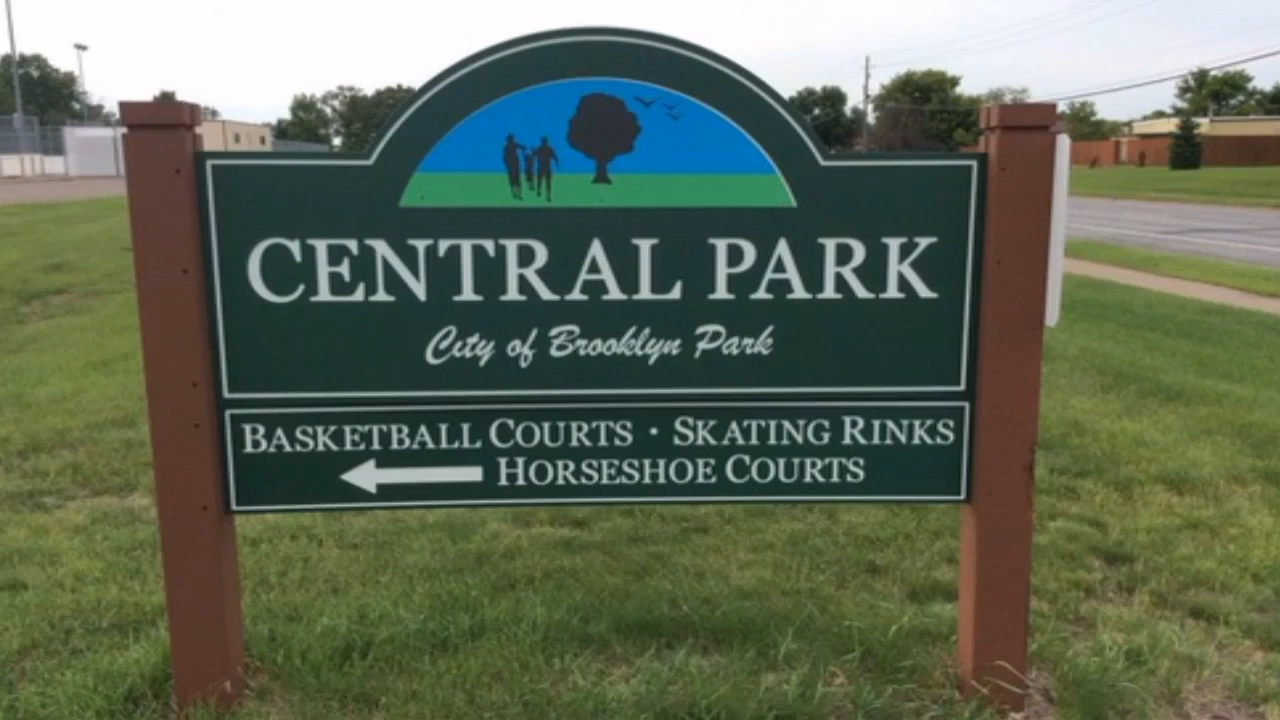 CENTRAL PARK
City of Brooklyn Park
BASKETBALL COURTS · SKATING RINKS
HORSESHOE COURTS